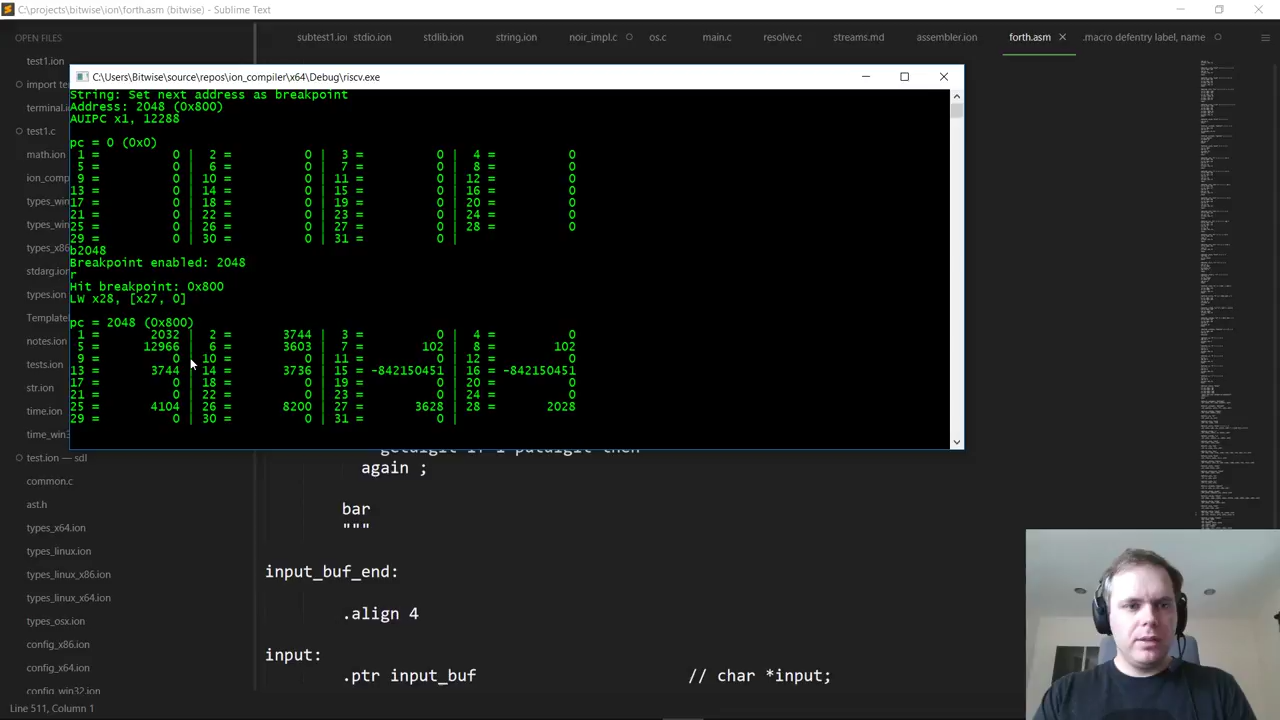 C:\projects\bitwise\ion\forth.asm (bitwise) - Sublime Text
OPEN FILES
subtest1.io stdio.ion stdlib.ion string.ion noir_impl.c os.c main.c resolve.c streams.md assembler.ion forth.asm .macro defentry label, name
test1.ion
import te
terminal.
test1.c
matbon.
ion_comp
types_win
types_x86
stdarg.ion
types.ion
Template
notes.ion
tests.ion
str.ion
time.ion
time_win3
test.ion — sdl
common.c
ast.h
types_x64.ion
types_linux.ion
types_linux_x86.ion
types_linux_x64.ion
types_osx.ion
config_x86.ion
config_x64.ion
config_win32.ion
C:\Users\Bitwise\source\repos\ion_compiler\x64\Debug\riscv.exe
String: Set next address as breakpoint
Address: 2048 (0x800)
AUIPC x1, 12288
pc = 0 (0x0)
1 = 0 | 2 = 0 | 3 = 0 | 4 = 0
5 = 0 | 6 = 0 | 7 = 0 | 8 = 0
9 = 0 | 10 = 0 | 11 = 0 | 12 = 0
13 = 0 | 14 = 0 | 15 = 0 | 16 = 0
17 = 0 | 18 = 0 | 19 = 0 | 20 = 0
21 = 0 | 22 = 0 | 23 = 0 | 24 = 0
25 = 0 | 26 = 0 | 27 = 0 | 28 = 0
29 = 0 | 30 = 0 | 31 = 0 |
b2048
Breakpoint enabled: 2048
r
Hit breakpoint: 0x800
LW x28, [x27, 0]
pc = 2048 (0x800)
1 = 2032 | 2 = 3744 | 3 = 0 | 4 = 0
5 = 12966 | 6 = 3603 | 7 = 102 | 8 = 102
9 = 0 | 10 = 0 | 11 = 0 | 12 = 0
13 = 3744 | 14 = 3736 | 15 = -842150451 | 16 = -842150451
17 = 0 | 18 = 0 | 19 = 0 | 20 = 0
21 = 0 | 22 = 0 | 23 = 0 | 24 = 0
25 = 4104 | 26 = 8200 | 27 = 3628 | 28 = 2028
29 = 0 | 30 = 0 | 31 = 0 |
again ;
bar
"""
input_buf_end:
.align 4
input:
.ptr input_buf // char *input;
Line 511, Column 1